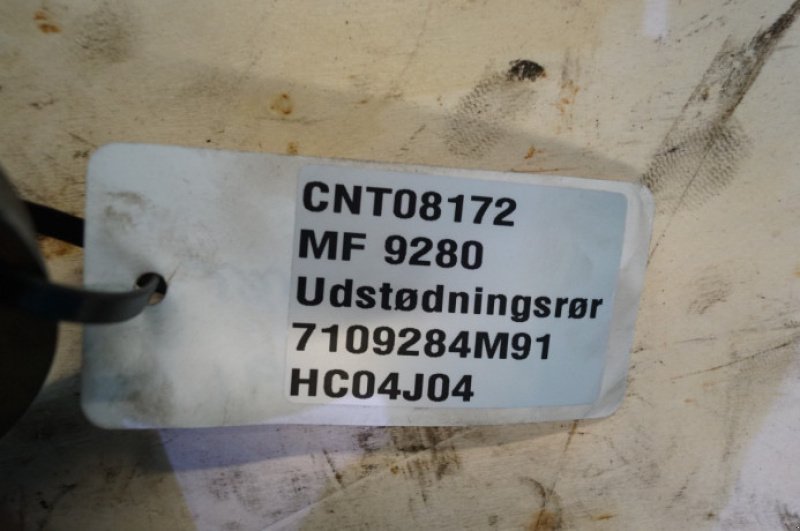 CNT08172
MF 9280
Udstødningsrør
7109284M91
HC04J04